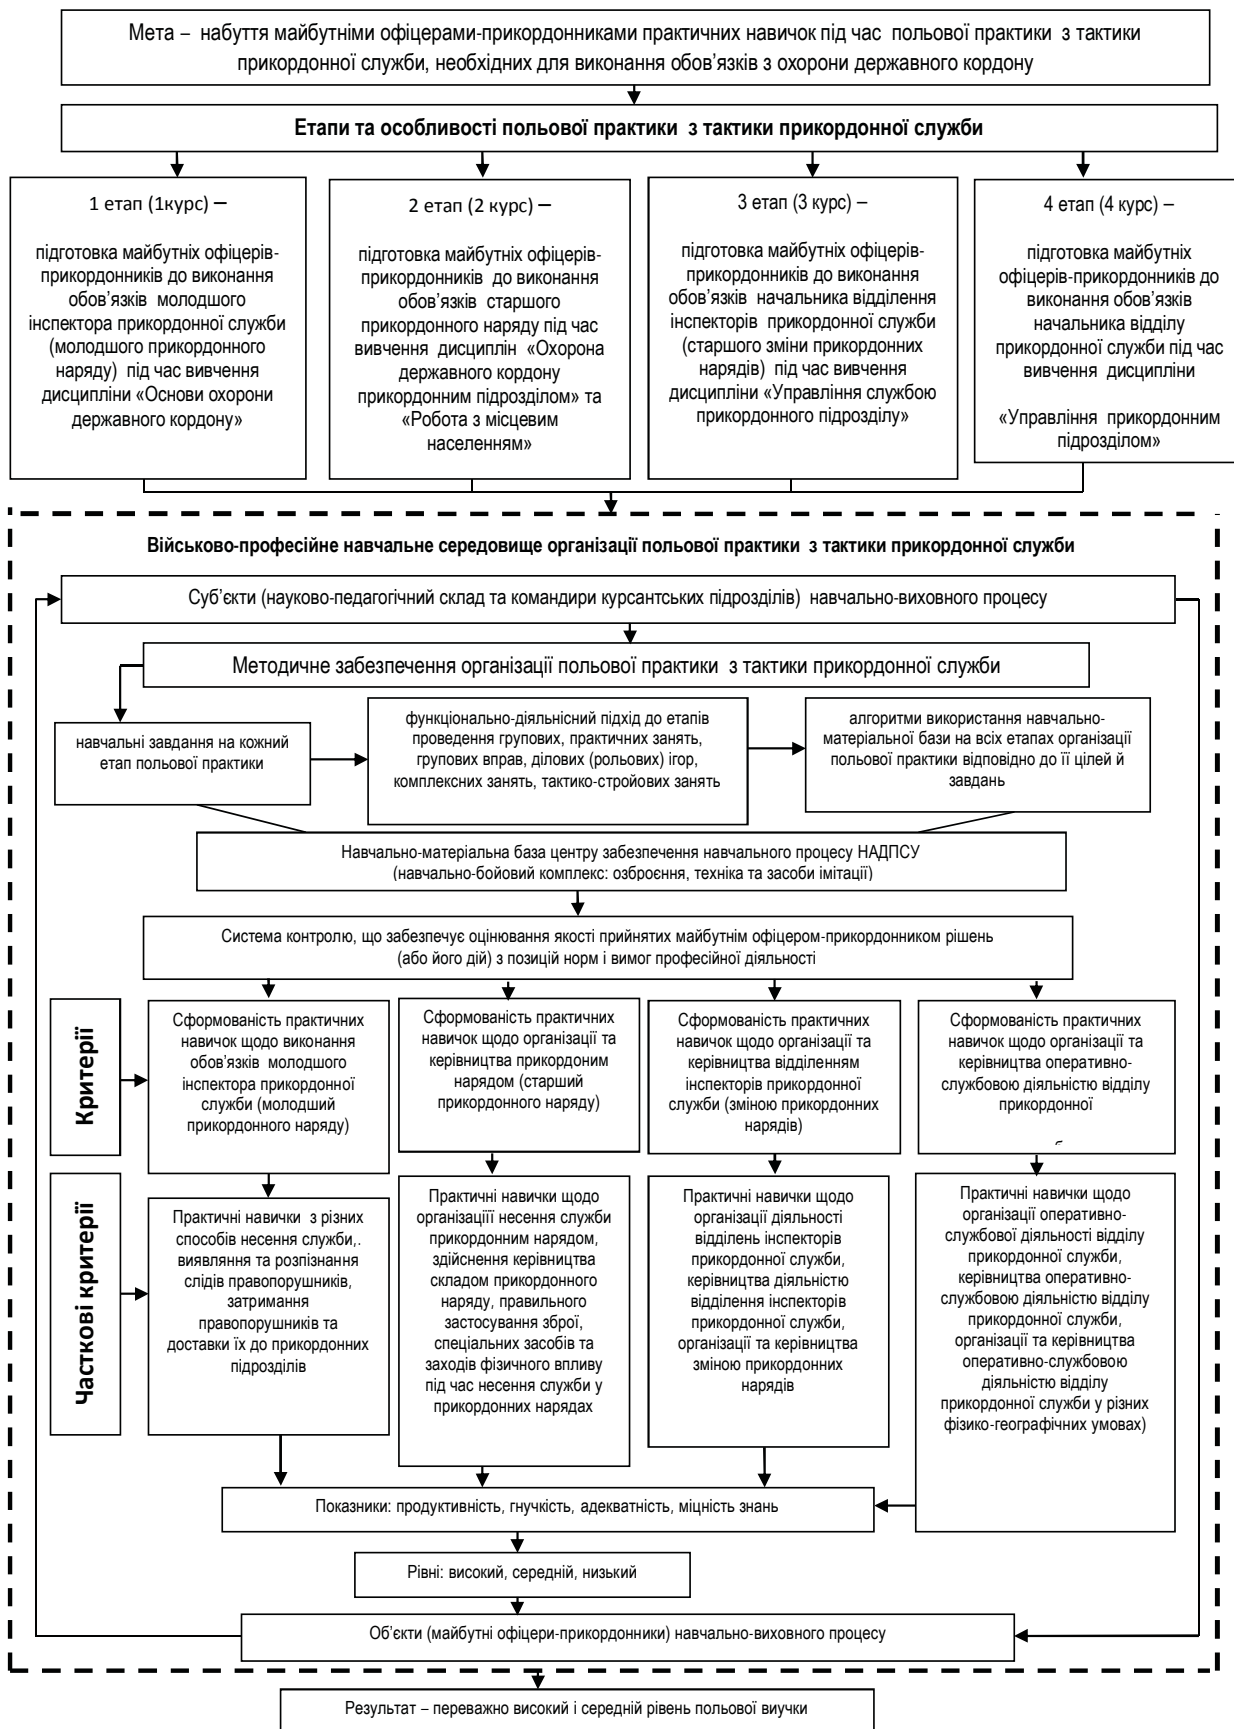 Мета – набуття майбутніми офіцерами-прикордонниками практичних навичок під час польової практики з тактики
прикордонної служби, необхідних для виконання обов’язків з охорони державного кордону
Етапи та особливості польової практики з тактики прикордонної служби
1 етап (1курс) –
підготовка майбутніх офіцерів-
прикордонників до виконання
обов’язків молодшого
інспектора прикордонної служби
(молодшого прикордонного
наряду) під час вивчення
дисципліни «Основи охорони
державного кордону»
2 етап (2 курс) –
підготовка майбутніх офіцерів-
прикордонників до виконання
обов’язків старшого
прикордонного наряду під час
вивчення дисциплін «Охорона
державного кордону
прикордонним підрозділом» та
«Робота з місцевим
населенням»
3 етап (3 курс) –
підготовка майбутніх офіцерів-
прикордонників до виконання
обов’язків начальника відділення
інспекторів прикордонної служби
(старшого зміни прикордонних
нарядів) під час вивчення
дисципліни «Управління службою
прикордонного підрозділу»
4 етап (4 курс) –
підготовка майбутніх
офіцерів-прикордонників до
виконання обов’язків
начальника відділу
прикордонної служби під час
вивчення дисципліни
«Управління прикордонним
підрозділом»
Військово-професійне навчальне середовище організації польової практики з тактики прикордонної служби
Суб’єкти (науково-педагогічний склад та командири курсантських підрозділів) навчально-виховного процесу
Методичне забезпечення організації польової практики з тактики прикордонної служби
навчальні завдання на кожний
етап польової практики
функціонально-діяльнісний підхід до етапів
проведення групових, практичних занять,
групових вправ, ділових (рольових) ігор,
комплексних занять, тактико-стройових занять
алгоритми використання навчально-
матеріальної бази на всіх етапах організації
польової практики відповідно до її цілей й
завдань
Навчально-матеріальна база центру забезпечення навчального процесу НАДПСУ
(навчально-бойовий комплекс: озброєння, техніка та засоби імітації)
Система контролю, що забезпечує оцінювання якості прийнятих майбутнім офіцером-прикордонником рішень
(або його дій) з позицій норм і вимог професійної діяльності
Критерії
Сформованість практичних
навичок щодо виконання
обов’язків молодшого
інспектора прикордонної
служби (молодший
прикордонного наряду)
Сформованість практичних
навичок щодо організації та
керівництва прикордоним
нарядом (старший
прикордонного наряду)
Сформованість практичних
навичок щодо організації та
керівництва відділенням
інспекторів прикордонної
служби (зміною прикордонних
нарядів)
Сформованість практичних
навичок щодо організації та
керівництва оперативно-
службовою діяльністю відділу
прикордонної
Часткові критерії
Практичні навички з різних
способів несення служби,.
виявляння та розпізнання
слідів правопорушників,
затримання
правопорушників та
доставки їх до прикордонних
підрозділів
Практичні навички щодо
організаціїї несення служби
прикордонним нарядом,
здійснення керівництва
складом прикордонного
наряду, правильного
застосування зброї,
спеціальних засобів та
заходів фізичного впливу
під час несення служби у
прикордонних нарядах
Практичні навички щодо
організації діяльності
відділень інспекторів
прикордонної служби,
керівництва діяльністю
відділення інспекторів
прикордонної служби,
організації та керівництва
зміною прикордонних
нарядів
Практичні навички щодо
організації оперативно-
службової діяльності відділу
прикордонної служби,
керівництва оперативно-
службовою діяльністю відділу
прикордонної служби,
організації та керівництва
оперативно-службовою
діяльністю відділу
прикордонної служби у різних
фізико-географічних умовах)
Показники: продуктивність, гнучкість, адекватність, міцність знань
Рівні: високий, середній, низький
Об’єкти (майбутні офіцери-прикордонники) навчально-виховного процесу
Результат – переважно високий і середній рівень польової виучки